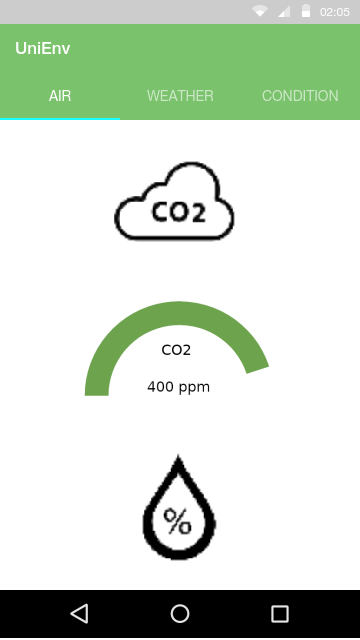 02:05
UniEnv
AIR WEATHER CONDITION
CO2
CO2
400 ppm
%